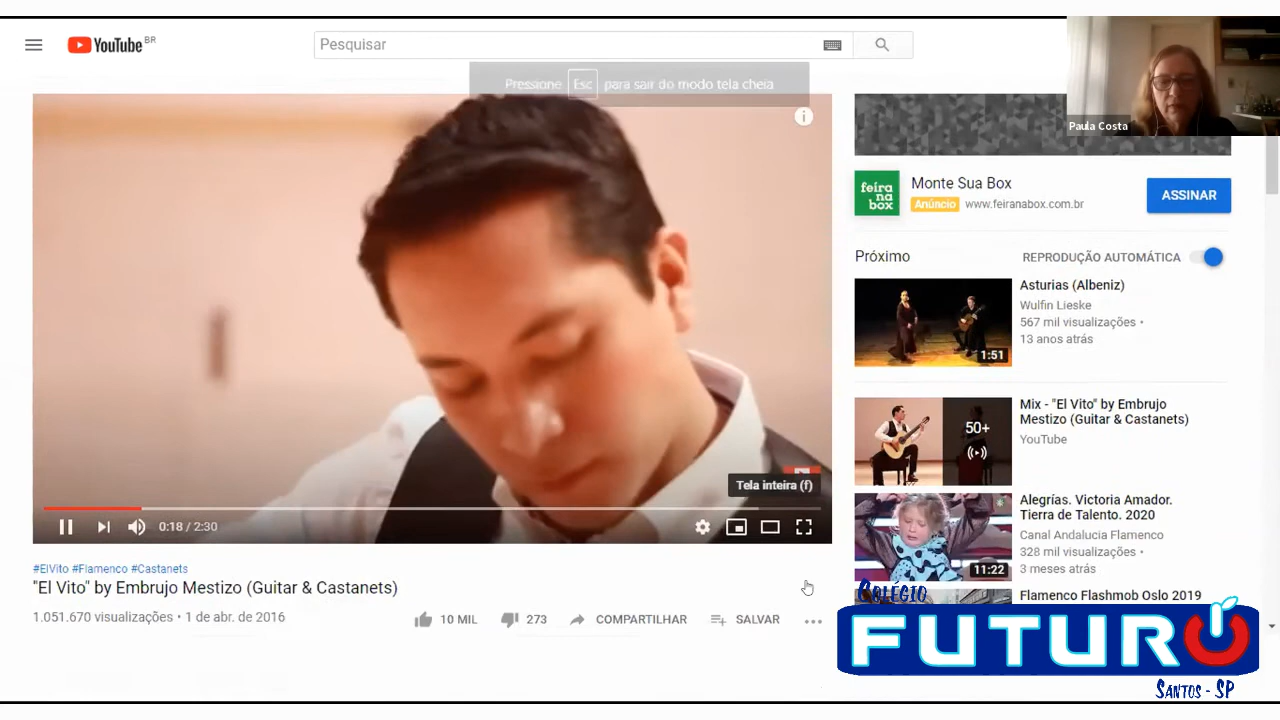 YouTube BR
Pesquisar
Pressione Esc para sair do modo tela cheia
Paula Costa
feira
na
box
Monte Sua Box
Anúncio www.feiranabox.com.br
ASSINAR
Próximo
REPRODUÇÃO AUTOMÁTICA
Asturias (Albeniz)
Wulfin Lieske
567 mil visualizações •
13 anos atrás
1:51
Mix - "El Vito" by Embrujo
Mestizo (Guitar & Castanets)
YouTube
50+
Alegrías. Victoria Amador.
Tierra de Talento. 2020
Canal Andalucia Flamenco
328 mil visualizações •
3 meses atrás
11:22
Flamenco Flashmob Oslo 2019
Tela inteira (f)
0:18 / 2:30
#ElVito #Flamenco #Castanets
"El Vito" by Embrujo Mestizo (Guitar & Castanets)
1.051.670 visualizações • 1 de abr. de 2016
10 MIL
273
COMPARTILHAR
SALVAR
COLÉGIO
FUTURO
SANTOS - SP